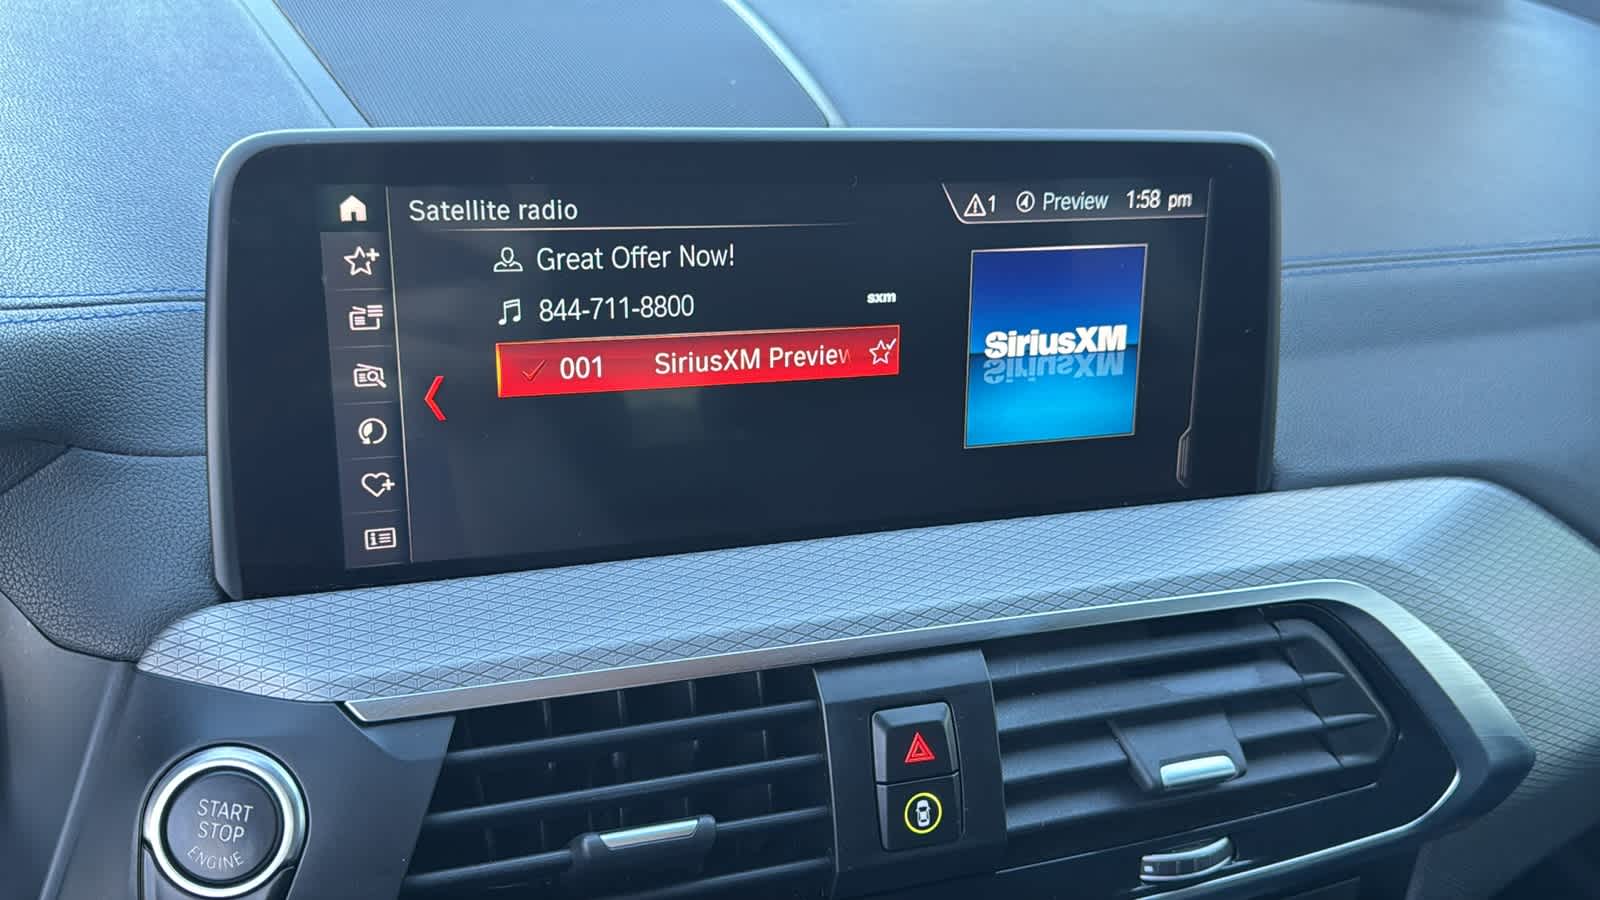 Satellite radio
1 Preview 1:58 pm
Great Offer Now!
844-711-8800
sxm
001 SiriusXM Preview
SiriusXM
START
STOP
ENGINE